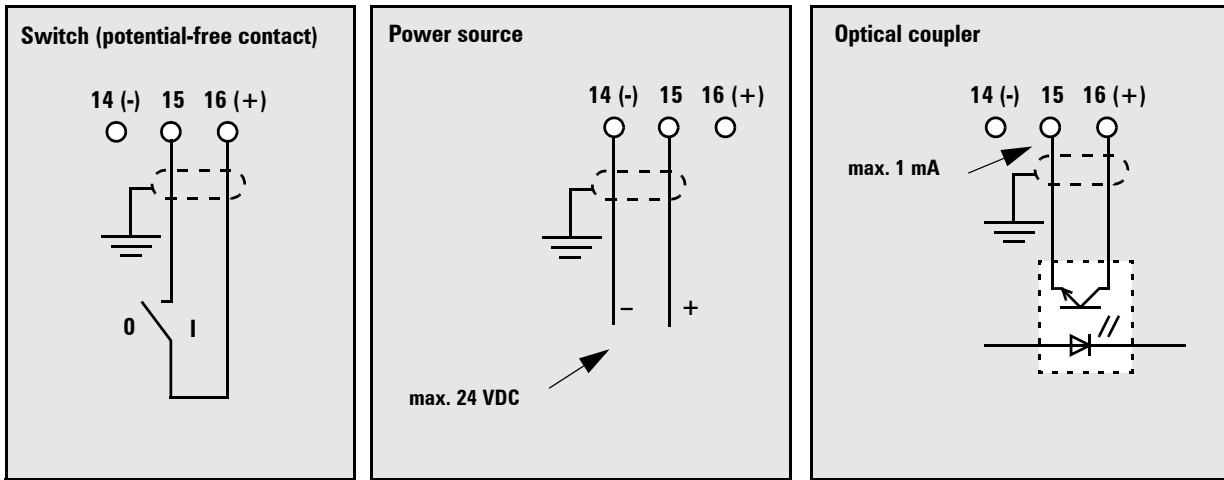 Switch (potential-free contact)
14 (-) 15 16 (+)
0 I
Power source
14 (-) 15 16 (+)
– +
max. 24 VDC
Optical coupler
14 (-) 15 16 (+)
max. 1 mA